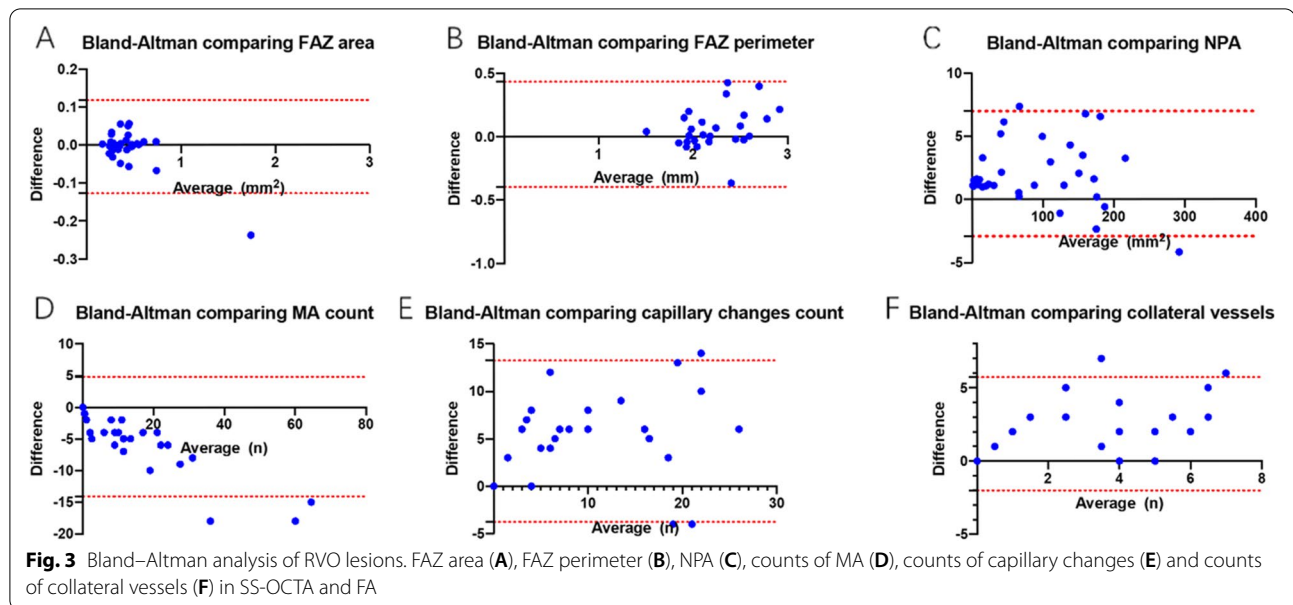 A Bland-Altman comparing FAZ area
0.2
0.1
0.0
-0.1
-0.2
-0.3
1
2
3
Difference
Average (mm²)
B Bland-Altman comparing FAZ perimeter
0.5
0.0
-0.5
-1.0
1
2
3
Difference
Average (mm)
C Bland-Altman comparing NPA
10
5
0
-5
100
200
300
400
Difference
Average (mm²)
D Bland-Altman comparing MA count
10
5
0
-5
-10
-15
-20
20
40
60
80
Difference
Average (n)
E Bland-Altman comparing capillary changes count
15
10
5
0
-5
10
20
30
Difference
Average (n)
F Bland-Altman comparing collateral vessels
5
0
-5
2
4
6
8
Difference
Average (n)
Fig. 3 Bland–Altman analysis of RVO lesions. FAZ area (A), FAZ perimeter (B), NPA (C), counts of MA (D), counts of capillary changes (E) and counts
of collateral vessels (F) in SS-OCTA and FA